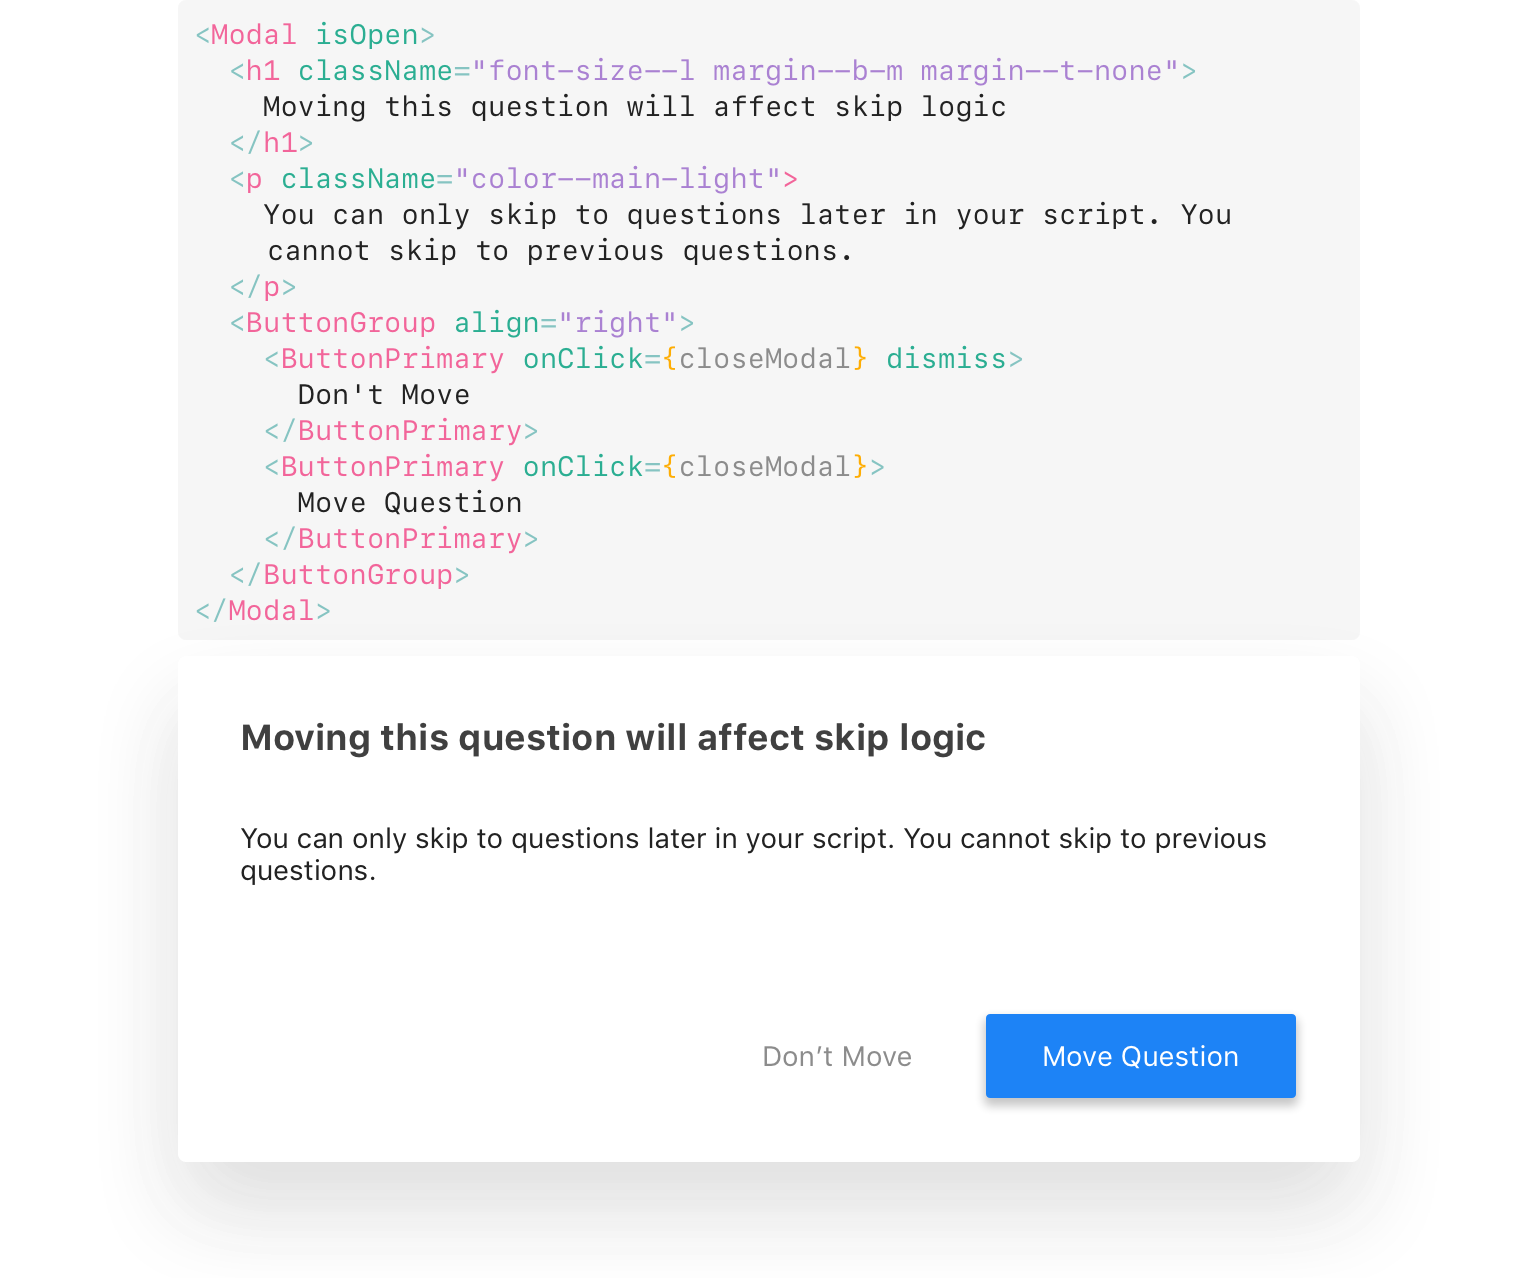 <Modal isOpen>
<h1 className="font-size--l margin--b-m margin--t-none">
Moving this question will affect skip logic
</h1>
<p className="color--main-light">
You can only skip to questions later in your script. You
cannot skip to previous questions.
</p>
<ButtonGroup align="right">
<ButtonPrimary onClick={closeModal} dismiss>
Don't Move
</ButtonPrimary>
<ButtonPrimary onClick={closeModal}>
Move Question
</ButtonPrimary>
</ButtonGroup>
</Modal>
Moving this question will affect skip logic
You can only skip to questions later in your script. You cannot skip to previous
questions.
Don’t Move
Move Question